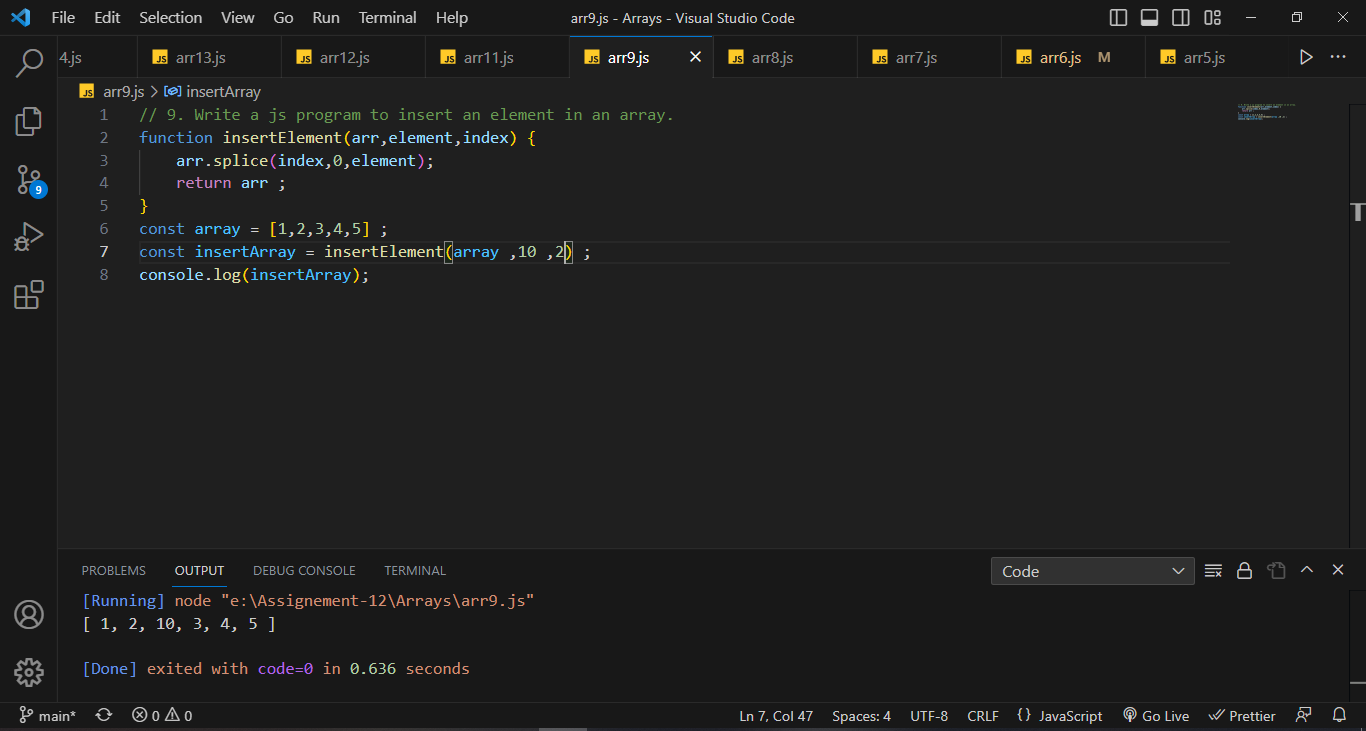 File Edit Selection View Go Run Terminal Help arr9.js - Arrays - Visual Studio Code
4.js JS arr13.js JS arr12.js JS arr11.js JS arr9.js JS arr8.js JS arr7.js JS arr6.js M JS arr5.js
JS arr9.js > insertArray
1 // 9. Write a js program to insert an element in an array.
2 function insertElement(arr,element,index) {
3 arr.splice(index,0,element);
4 return arr ;
5 }
6 const array = [1,2,3,4,5] ;
7 const insertArray = insertElement(array ,10 ,2) ;
8 console.log(insertArray);
9
PROBLEMS OUTPUT DEBUG CONSOLE TERMINAL Code
[Running] node "e:\Assignement-12\Arrays\arr9.js"
[ 1, 2, 10, 3, 4, 5 ]
[Done] exited with code=0 in 0.636 seconds
main* 0 0 Ln 7, Col 47 Spaces: 4 UTF-8 CRLF {} JavaScript Go Live Prettier